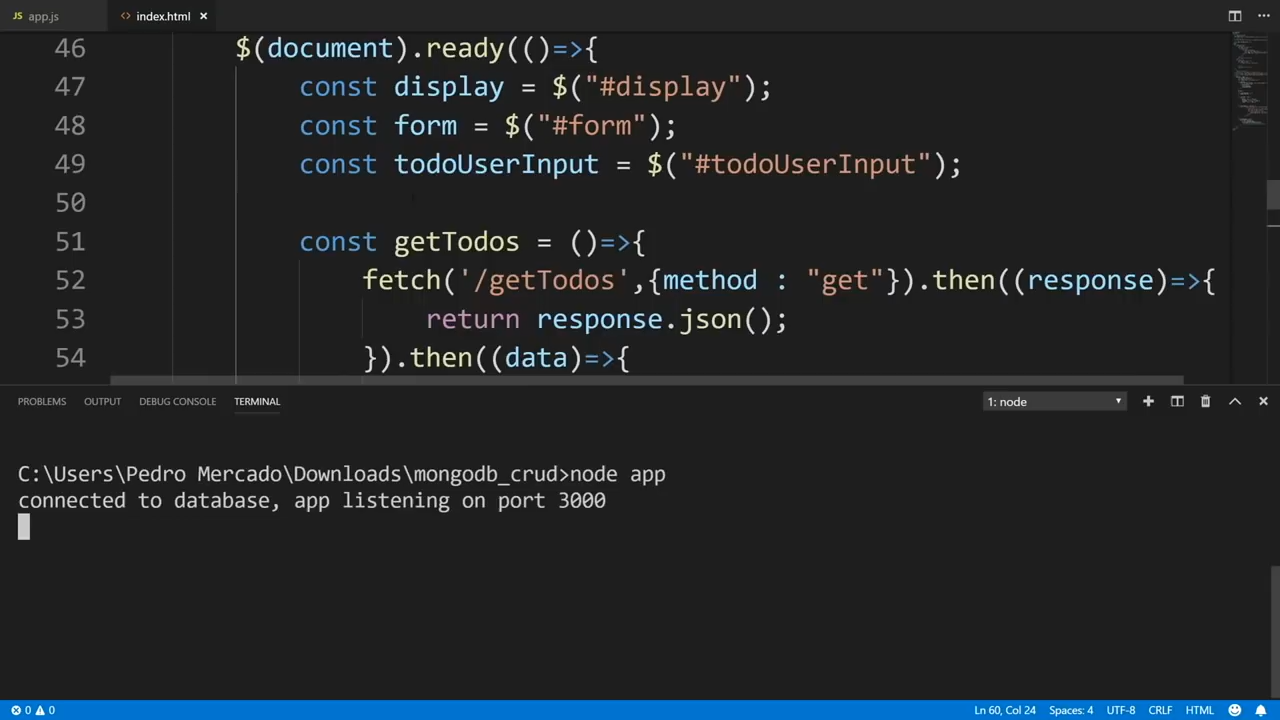 JS app.js <> index.html ×
46 $(document).ready(()=>{
47 const display = $("#display");
48 const form = $("#form");
49 const todoUserInput = $("#todoUserInput");
50
51 const getTodos = ()=>{
52 fetch('/getTodos',{method : "get"}).then((response)=>{
53 return response.json();
54 }).then((data)=>{
PROBLEMS OUTPUT DEBUG CONSOLE TERMINAL 1: node
C:\Users\Pedro Mercado\Downloads\mongodb_crud>node app
connected to database, app listening on port 3000
0 0 Ln 60, Col 24 Spaces: 4 UTF-8 CRLF HTML